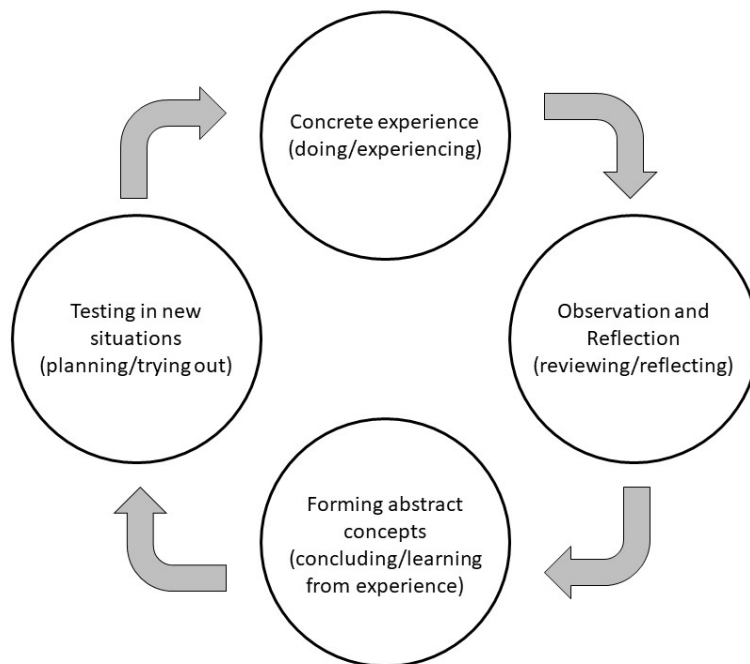 Concrete experience
(doing/experiencing)
Observation and
Reflection
(reviewing/reflecting)
Forming abstract
concepts
(concluding/learning
from experience)
Testing in new
situations
(planning/trying out)